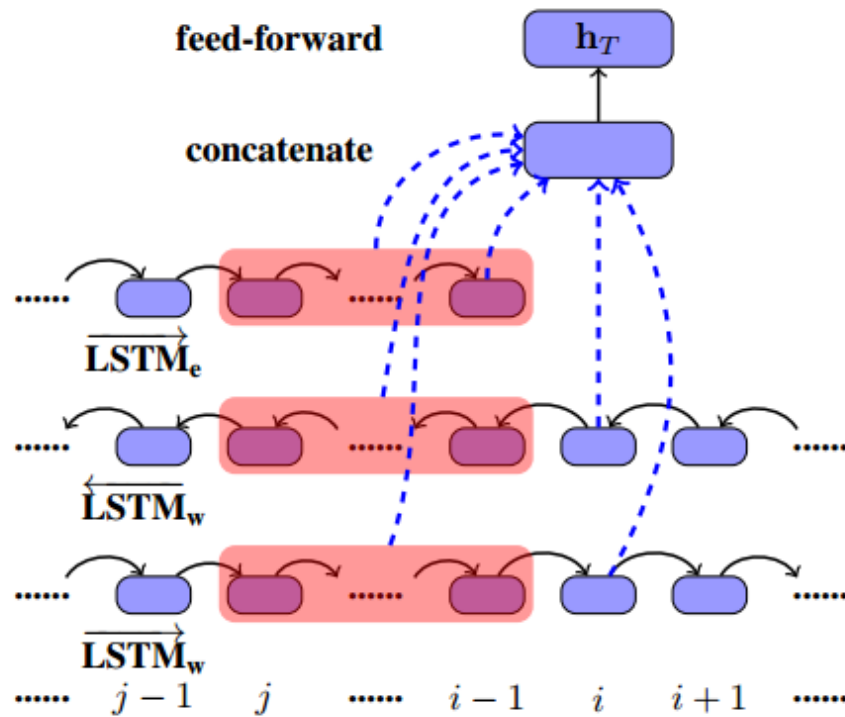 feed-forward h_T
concatenate
...... ......
LSTM_e
...... ...... ......
LSTM_w
...... ...... ......
LSTM_w
...... j − 1 j ...... i − 1 i i + 1 ......